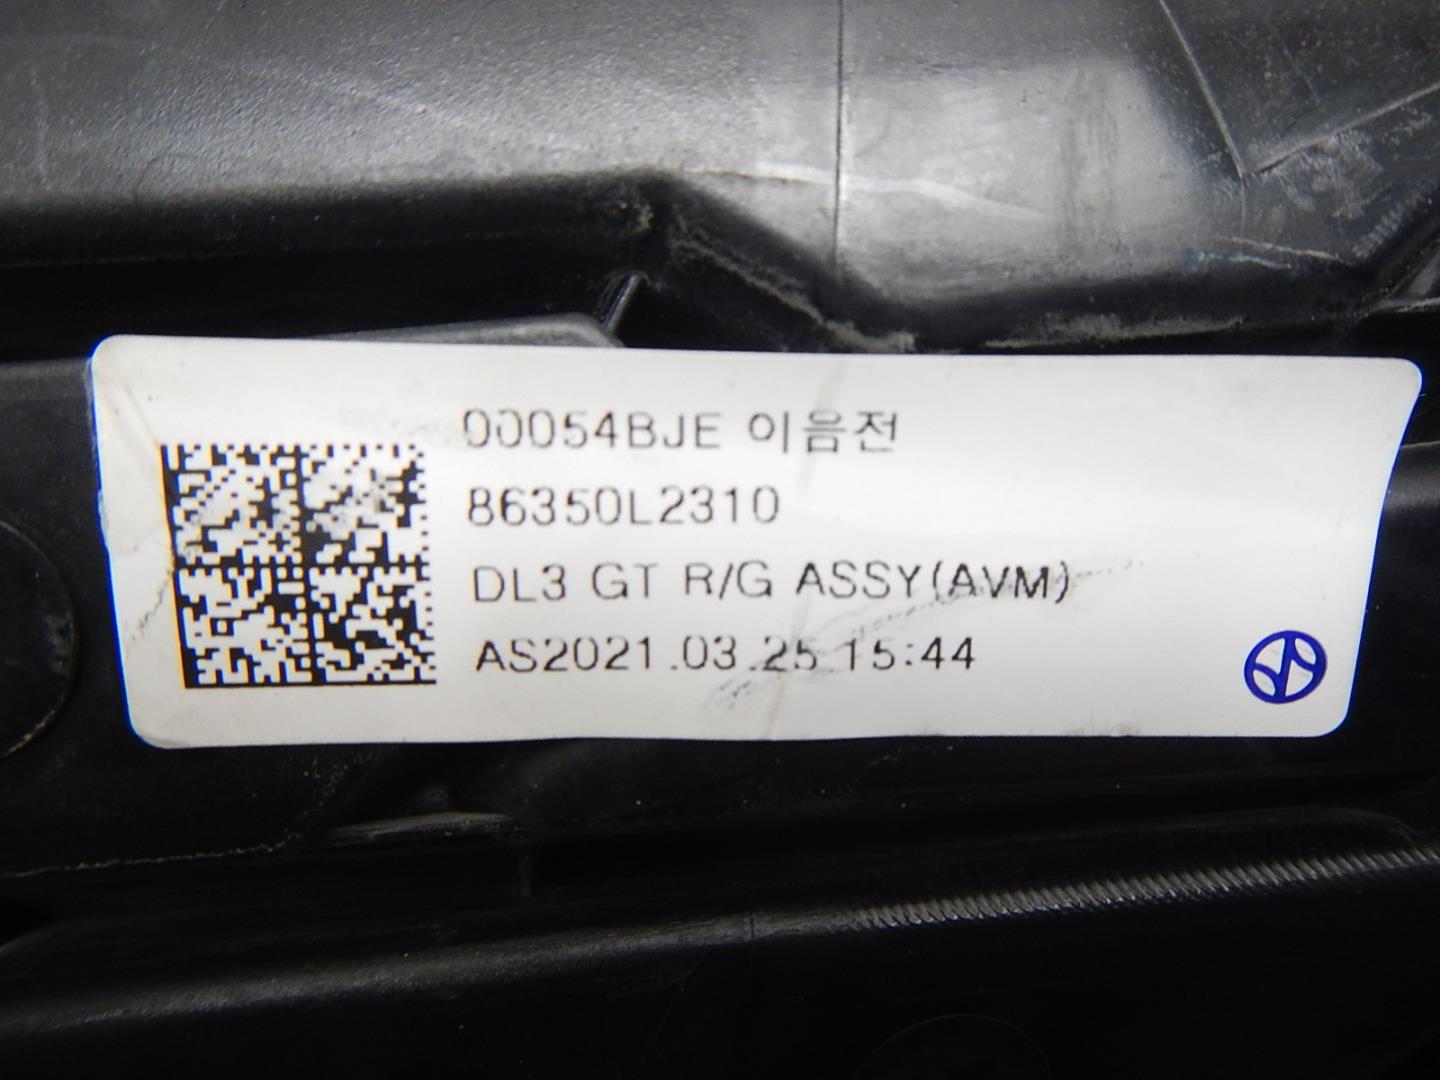 00054BJE 이음전
86350L2310
DL3 GT R/G ASSY(AVM)
AS2021.03.25 15:44